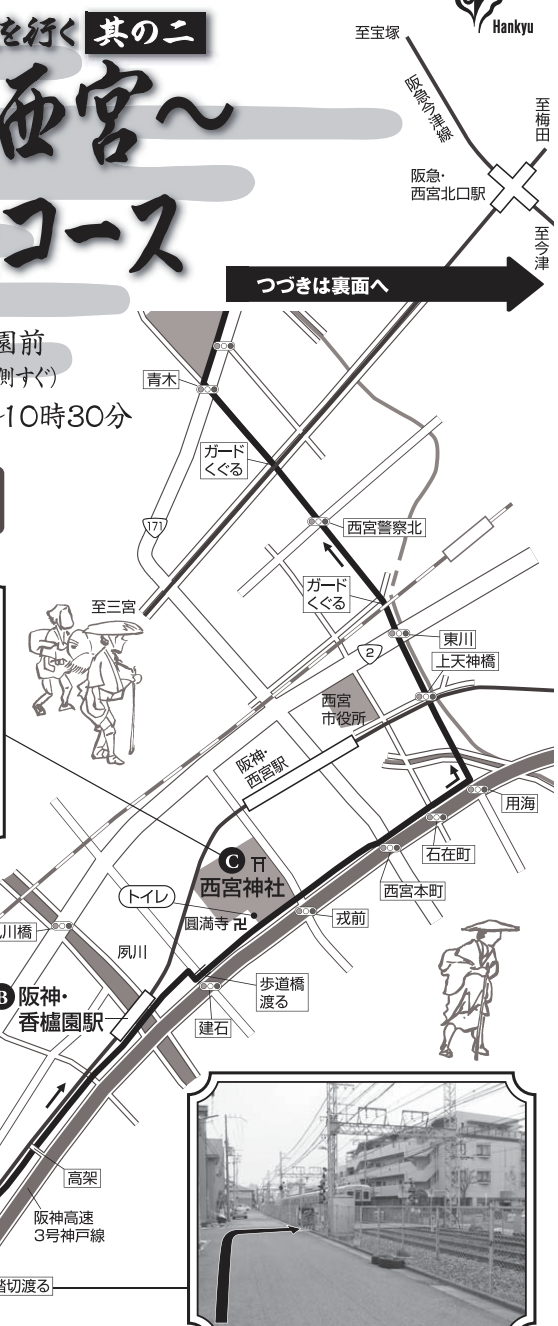 を行く 其の二
西宮～
コース
Hankyu
至宝塚
阪急今津線
至梅田
阪急・
西宮北口駅
至今津
つづきは裏面へ
園前
側すぐ)
10時30分
青木
ガード
くぐる
171
西宮警察北
至三宮
ガード
くぐる
2
東川
上天神橋
西宮
市役所
阪神・
西宮駅
用海
石在町
西宮本町
C
西宮神社
トイレ
圓満寺 卍
戎前
川橋
夙川
B 阪神・
香櫨園駅
歩道橋
渡る
建石
高架
阪神高速
3号神戸線
踏切渡る